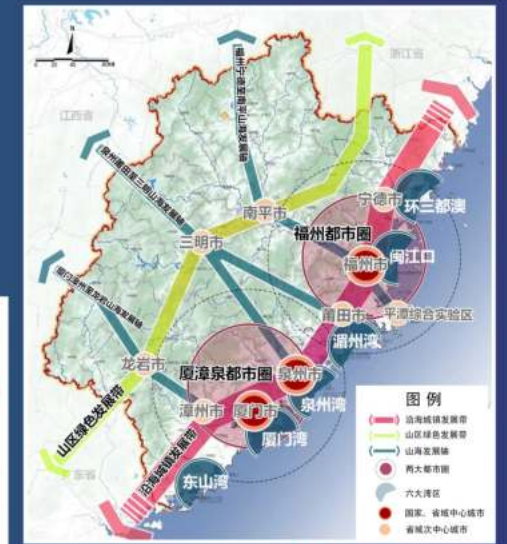 N
浙江省
江西省
福州宁德至南平山海发展轴
泉州莆田至三明山海发展轴
厦门漳州至龙岩山海发展轴
宁德市
环三都澳
南平市
福州都市圈
三明市
闽江口
福州市
莆田市
平潭综合实验区
湄洲湾
龙岩市
厦漳泉都市圈
泉州市
泉州湾
漳州市
厦门市
厦门湾
山区绿色发展带
沿海城镇发展带
东山湾
东省
图例
沿海城镇发展带
山区绿色发展带
山海发展轴
两大都市圈
六大湾区
国家、省域中心城市
省域次中心城市